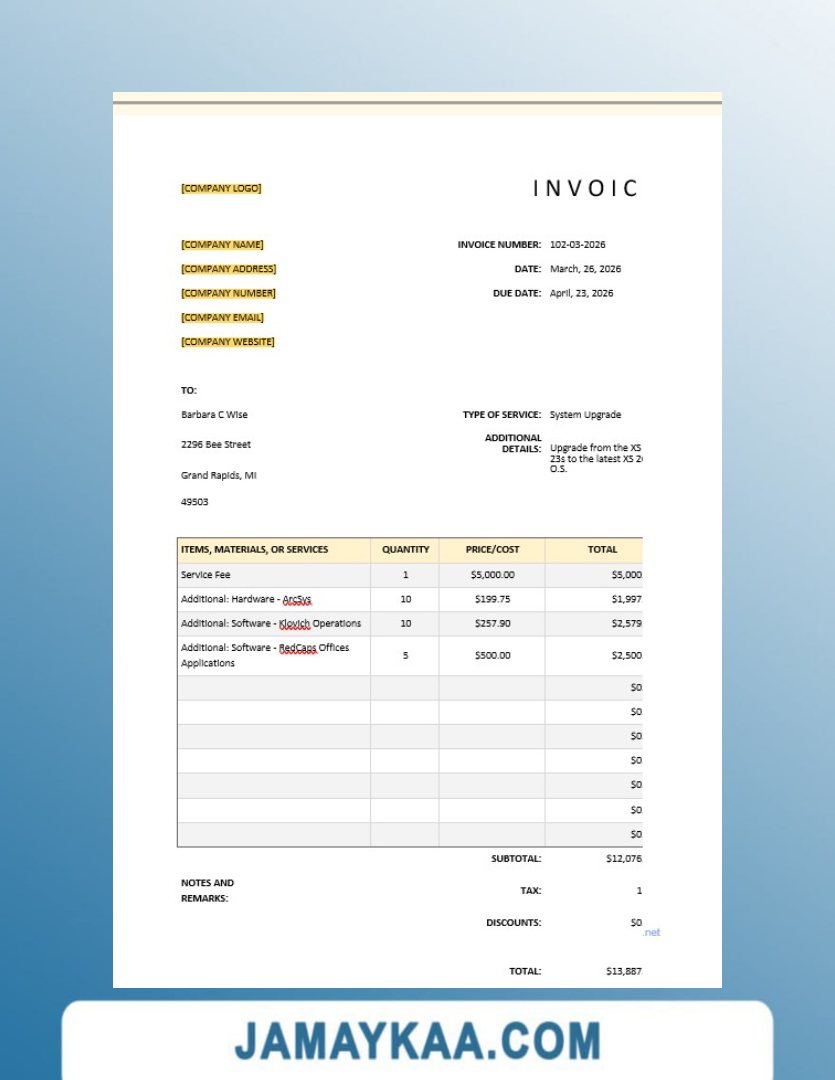 [COMPANY LOGO]
INVOIC
[COMPANY NAME]
INVOICE NUMBER: 102-03-2026
[COMPANY ADDRESS]
DATE: March, 26, 2026
[COMPANY NUMBER]
DUE DATE: April, 23, 2026
[COMPANY EMAIL]
[COMPANY WEBSITE]
TO:
Barbara C Wise
TYPE OF SERVICE: System Upgrade
2296 Bee Street
Grand Rapids, MI
49503
ADDITIONAL
DETAILS:
Upgrade from the XS
23s to the latest XS 2
O.S.
ITEMS, MATERIALS, OR SERVICES QUANTITY PRICE/COST TOTAL
Service Fee 1 $5,000.00 $5,000
Additional: Hardware - ArcSys 10 $199.75 $1,997
Additional: Software - Klovich Operations 10 $257.90 $2,579
Additional: Software - RedCaps Offices
Applications 5 $500.00 $2,500
$0
$0
$0
$0
$0
$0
$0
SUBTOTAL: $12,076
NOTES AND
REMARKS:
TAX: 1
DISCOUNTS: $0
.net
TOTAL: $13,887
JAMAYKAA.COM